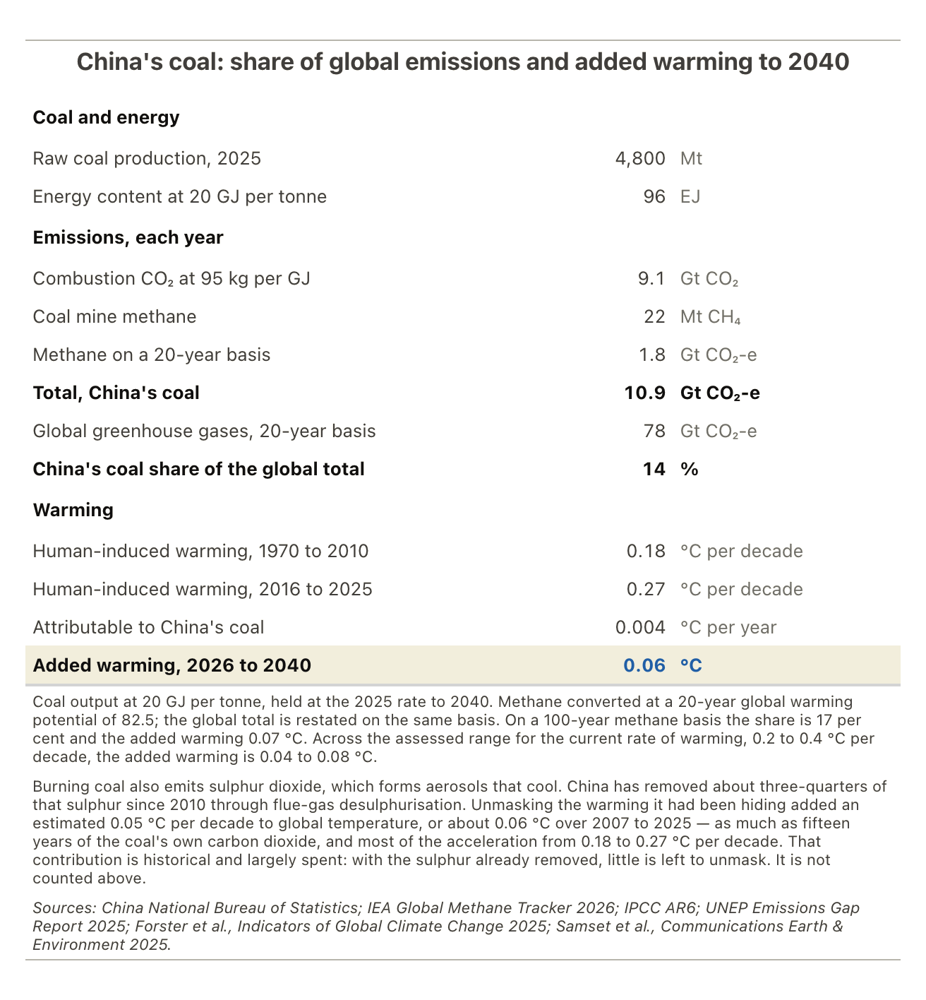 China's coal: share of global emissions and added warming to 2040
Coal and energy
Raw coal production, 2025 4,800 Mt
Energy content at 20 GJ per tonne 96 EJ
Emissions, each year
Combustion CO₂ at 95 kg per GJ 9.1 Gt CO₂
Coal mine methane 22 Mt CH₄
Methane on a 20-year basis 1.8 Gt CO₂-e
Total, China's coal 10.9 Gt CO₂-e
Global greenhouse gases, 20-year basis 78 Gt CO₂-e
China's coal share of the global total 14 %
Warming
Human-induced warming, 1970 to 2010 0.18 °C per decade
Human-induced warming, 2016 to 2025 0.27 °C per decade
Attributable to China's coal 0.004 °C per year
Added warming, 2026 to 2040 0.06 °C
Coal output at 20 GJ per tonne, held at the 2025 rate to 2040. Methane converted at a 20-year global warming
potential of 82.5; the global total is restated on the same basis. On a 100-year methane basis the share is 17 per
cent and the added warming 0.07 °C. Across the assessed range for the current rate of warming, 0.2 to 0.4 °C per
decade, the added warming is 0.04 to 0.08 °C.
Burning coal also emits sulphur dioxide, which forms aerosols that cool. China has removed about three-quarters of
that sulphur since 2010 through flue-gas desulphurisation. Unmasking the warming it had been hiding added an
estimated 0.05 °C per decade to global temperature, or about 0.06 °C over 2007 to 2025 — as much as fifteen
years of the coal's own carbon dioxide, and most of the acceleration from 0.18 to 0.27 °C per decade. That
contribution is historical and largely spent: with the sulphur already removed, little is left to unmask. It is not
counted above.
Sources: China National Bureau of Statistics; IEA Global Methane Tracker 2026; IPCC AR6; UNEP Emissions Gap
Report 2025; Forster et al., Indicators of Global Climate Change 2025; Samset et al., Communications Earth &
Environment 2025.